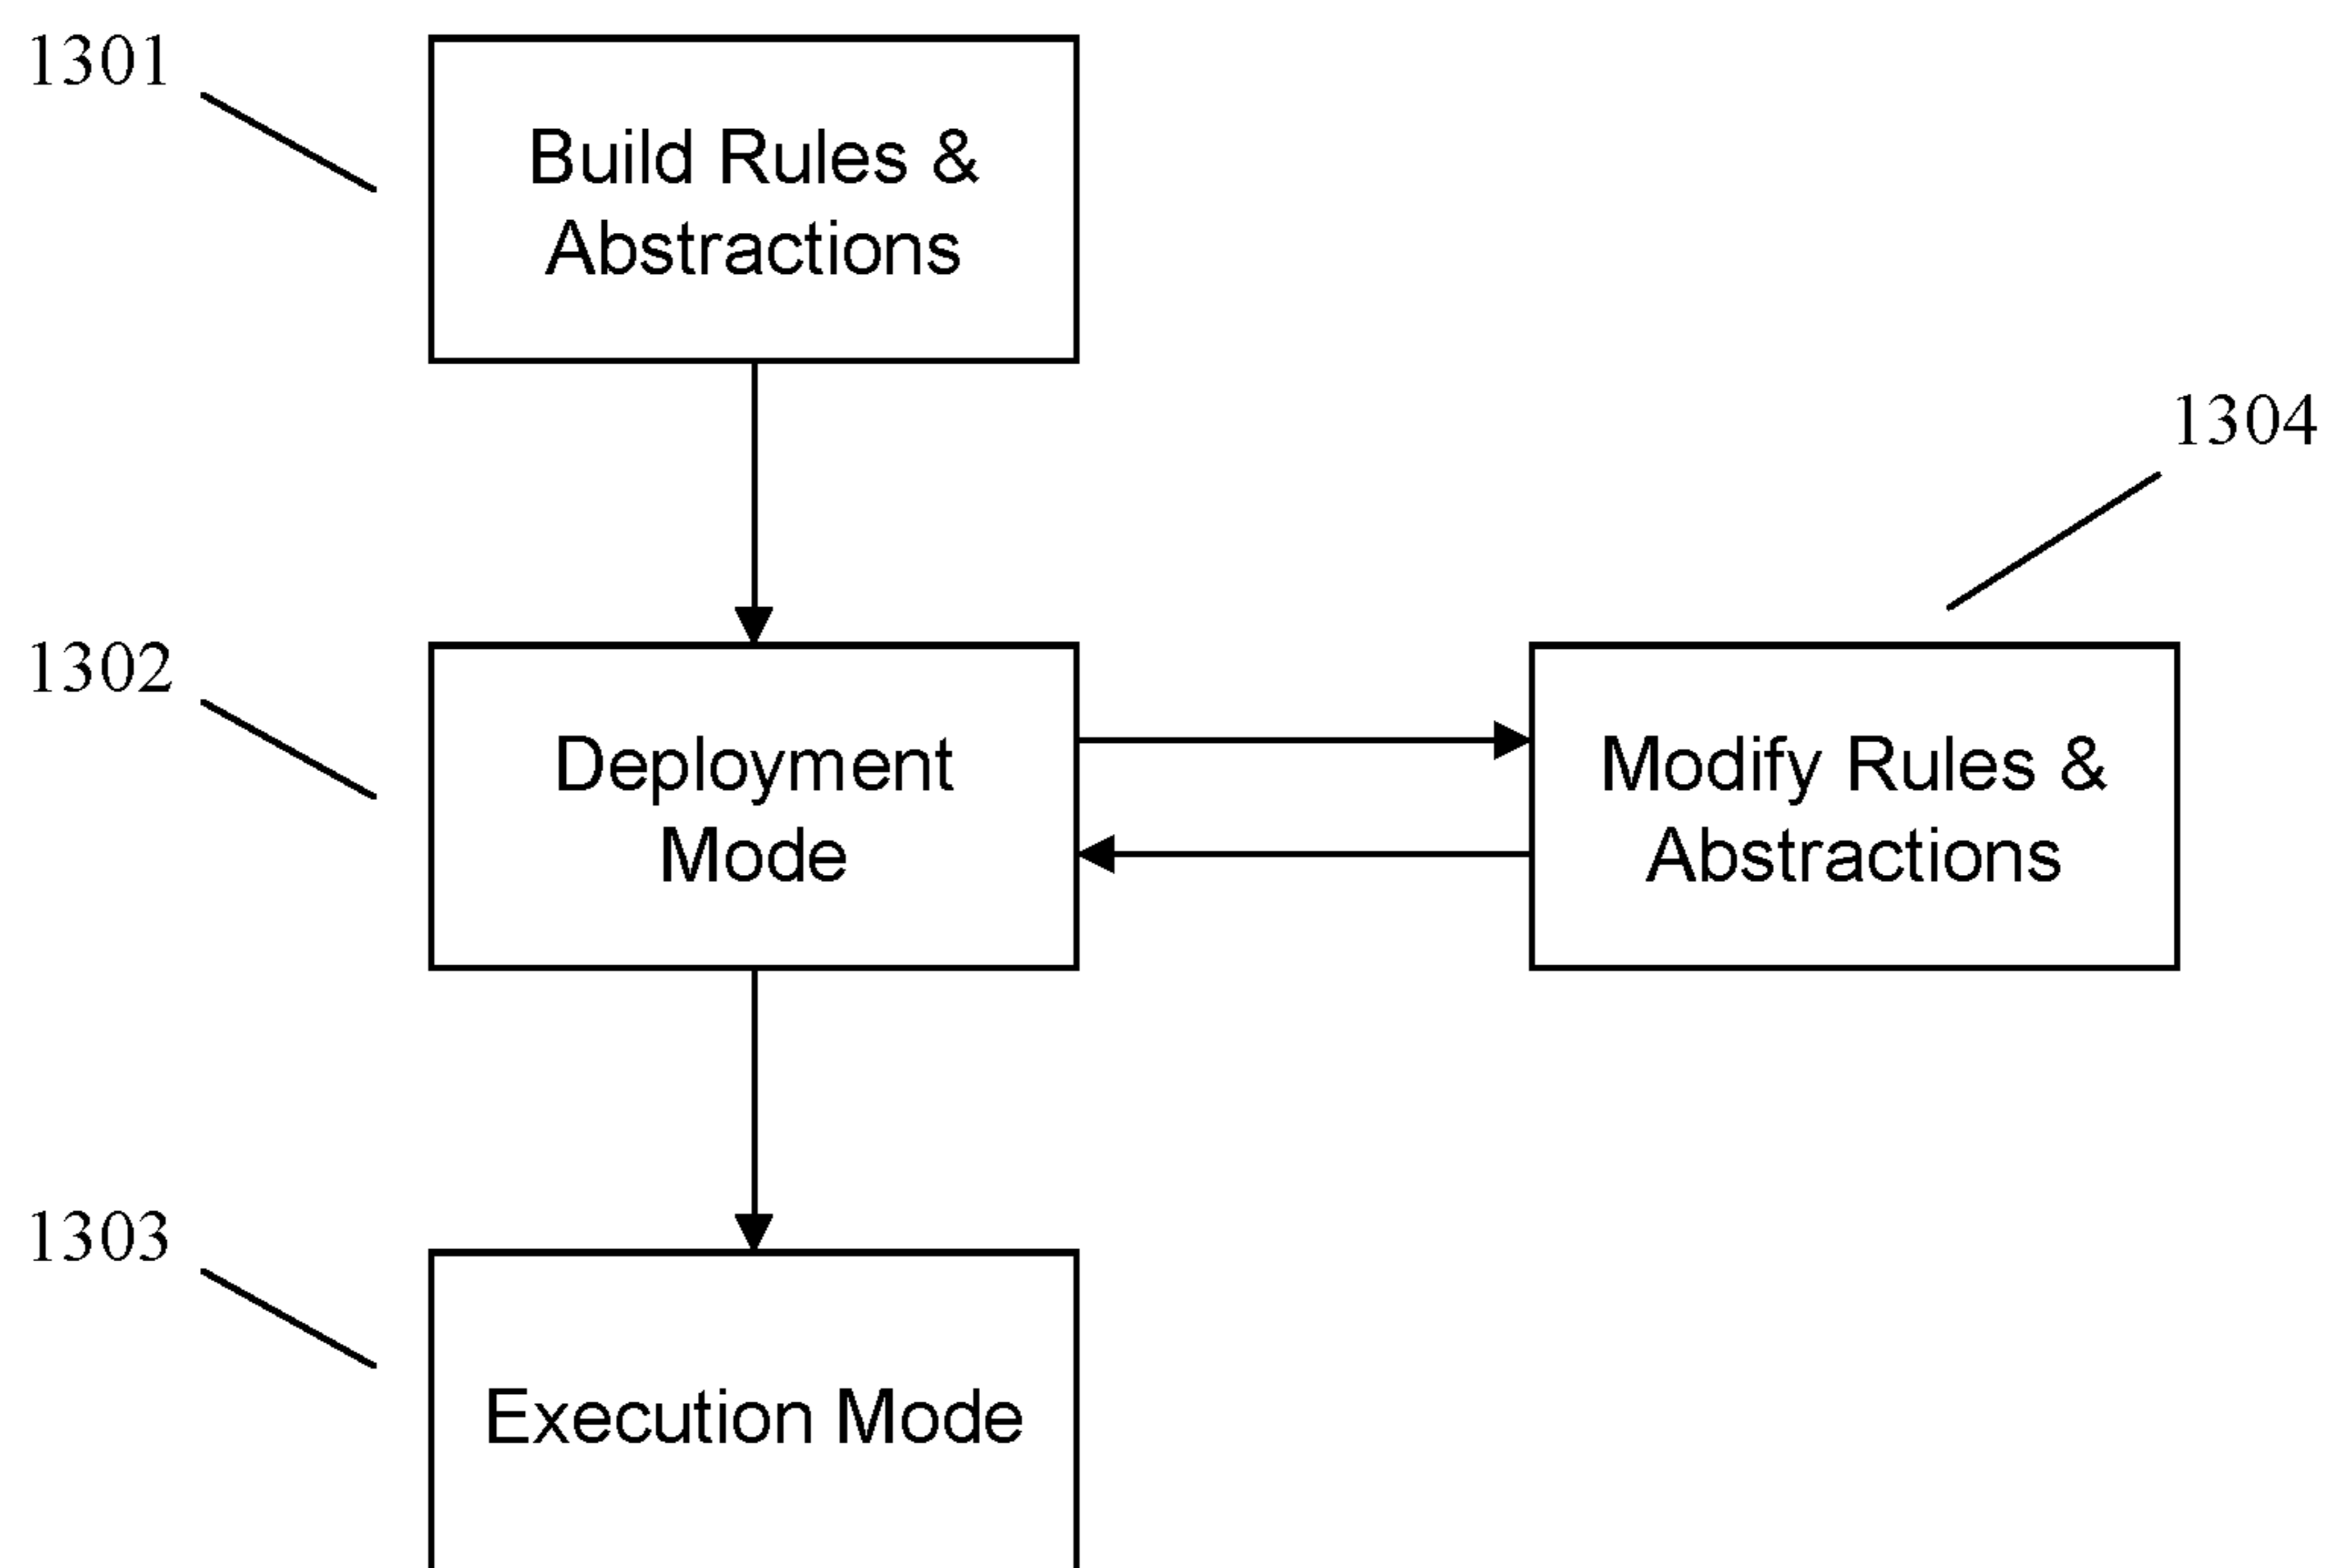 1301
Build Rules &
Abstractions
1304
1302
Deployment
Mode
Modify Rules &
Abstractions
1303
Execution Mode